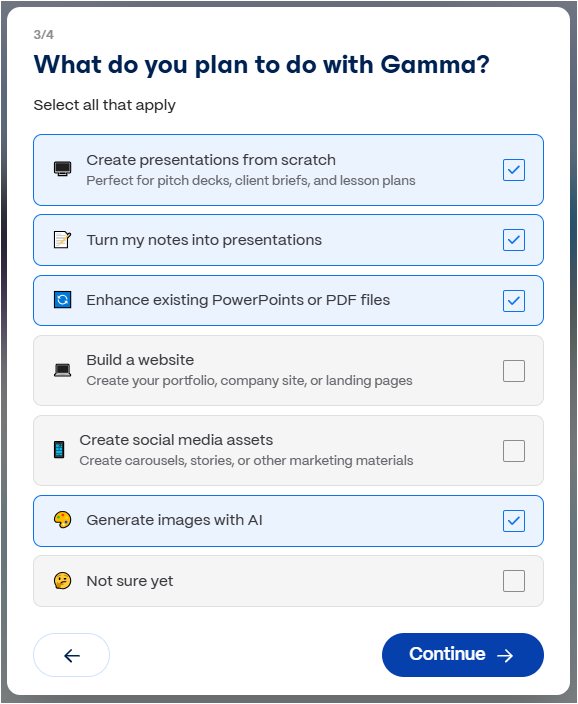 3/4
What do you plan to do with Gamma?
Select all that apply
Create presentations from scratch
Perfect for pitch decks, client briefs, and lesson plans
Turn my notes into presentations
Enhance existing PowerPoints or PDF files
Build a website
Create your portfolio, company site, or landing pages
Create social media assets
Create carousels, stories, or other marketing materials
Generate images with AI
Not sure yet
Continue